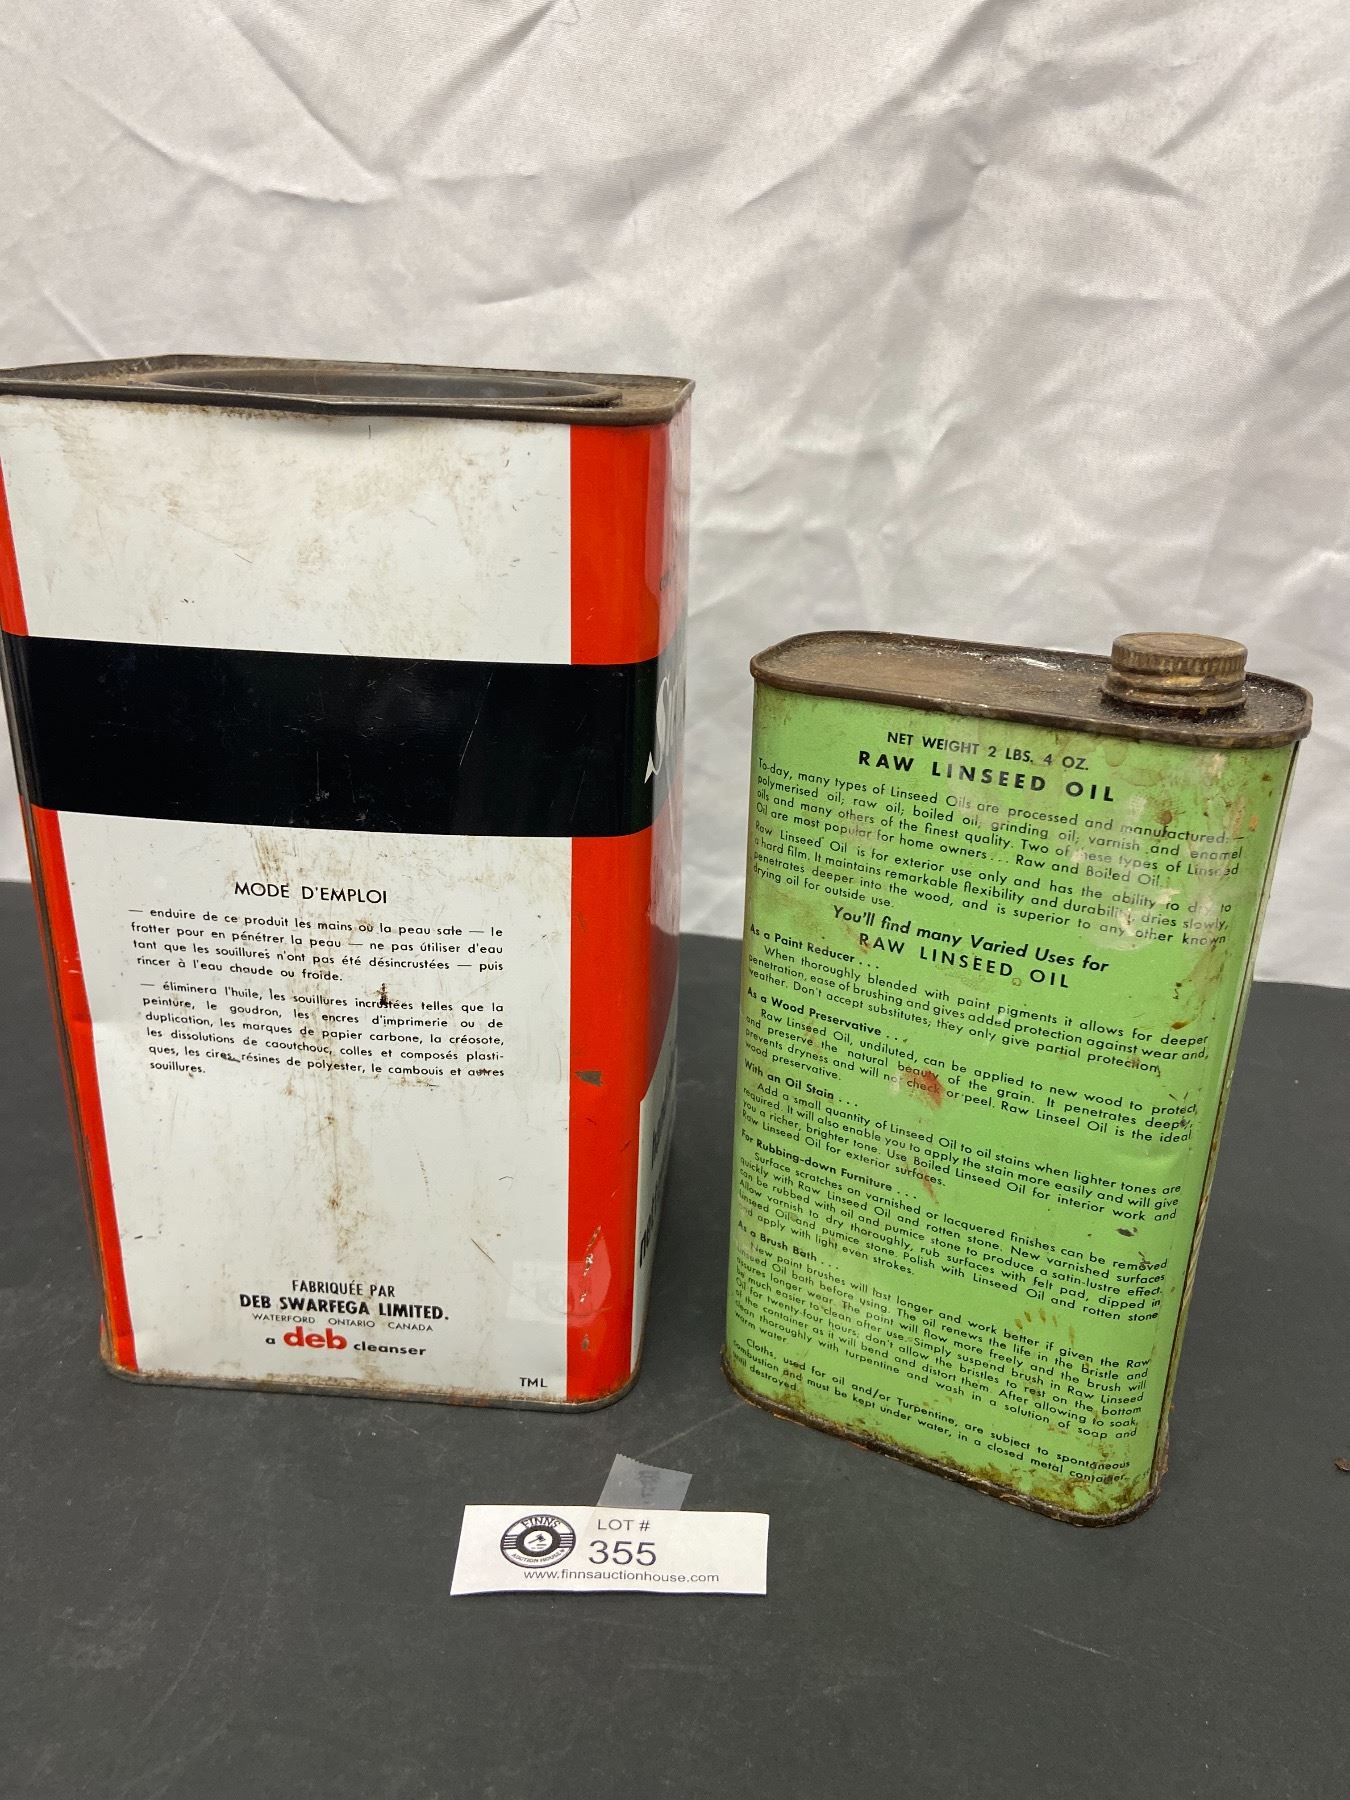 MODE D'EMPLOI
— enduire de ce produit les mains où la peau sale — le
frotter pour en pénétrer la peau — ne pas útiliser d'eau
tant que les souillures n'ont pas été désincrustées — puis
rincer à l'eau chaude ou froide.
— éliminera l'huile, les souillures incrustées telles que la
peinture, le goudron, les encres d'imprimerie ou de
duplication, les marques de papier carbone, la créosote,
les dissolutions de caoutchouc, colles et composés plasti-
ques, les cires, résines de polyester, le cambouis et autres
souillures.
FABRIQUÉE PAR
DEB SWARFEGA LIMITED.
WATERFORD ONTARIO CANADA
a deb cleanser
TML
NET WEIGHT 2 LBS. 4 OZ.
RAW LINSEED OIL
To-day, many types of Linseed Oils are processed and manufactured:—
polymerised oil; raw oil; boiled oil; grinding oil; varnish and enamel
oils and many others of the finest quality. Two of these types of Linseed
Oil are most popular for home owners . . . Raw and Boiled Oil.
Raw Linseed Oil is for exterior use only and has the ability to dry to
a hard film. It maintains remarkable flexibility and durability, dries slowly,
penetrates deeper into the wood, and is superior to any other known
drying oil for outside use.
You'll find many Varied Uses for
RAW LINSEED OIL
As a Paint Reducer . . .
When thoroughly blended with paint pigments it allows for deeper
penetration, ease of brushing and gives added protection against wear and
weather. Don't accept substitutes; they only give partial protection.
As a Wood Preservative . . .
Raw Linseed Oil, undiluted, can be applied to new wood to protect
and preserve the natural beauty of the grain. It penetrates deeply,
prevents dryness and will not check or peel. Raw Linseel Oil is the ideal
wood preservative.
With an Oil Stain . . .
Add a small quantity of Linseed Oil to oil stains when lighter tones are
required. It will also enable you to apply the stain more easily and will give
you a richer, brighter tone. Use Boiled Linseed Oil for interior work and
Raw Linseed Oil for exterior surfaces.
For Rubbing-down Furniture . . .
Surface scratches on varnished or lacquered finishes can be removed
quickly with Raw Linseed Oil and rotten stone. New varnished surfaces
can be rubbed with oil and pumice stone to produce a satin-lustre effect.
Allow varnish to dry thoroughly, rub surfaces with felt pad, dipped in
Linseed Oil and pumice stone. Polish with Linseed Oil and rotten stone
and apply with light even strokes.
As a Brush Bath . . .
New paint brushes will last longer and work better if given the Raw
Linseed Oil bath before using. The oil renews the life in the bristle and
assures longer wear. The paint will flow more freely and the brush will
be much easier to clean after use. Simply suspend brush in Raw Linseed
Oil for twenty-four hours; don't allow the bristles to rest on the bottom
of the container as it will bend and distort them. After allowing to soak,
clean thoroughly with turpentine and wash in a solution of soap and
warm water.
Cloths, used for oil and/or Turpentine, are subject to spontaneous
combustion and must be kept under water, in a closed metal container
until destroyed.
FINNS
AUCTION HOUSE
LOT #
355
www.finnsauctionhouse.com